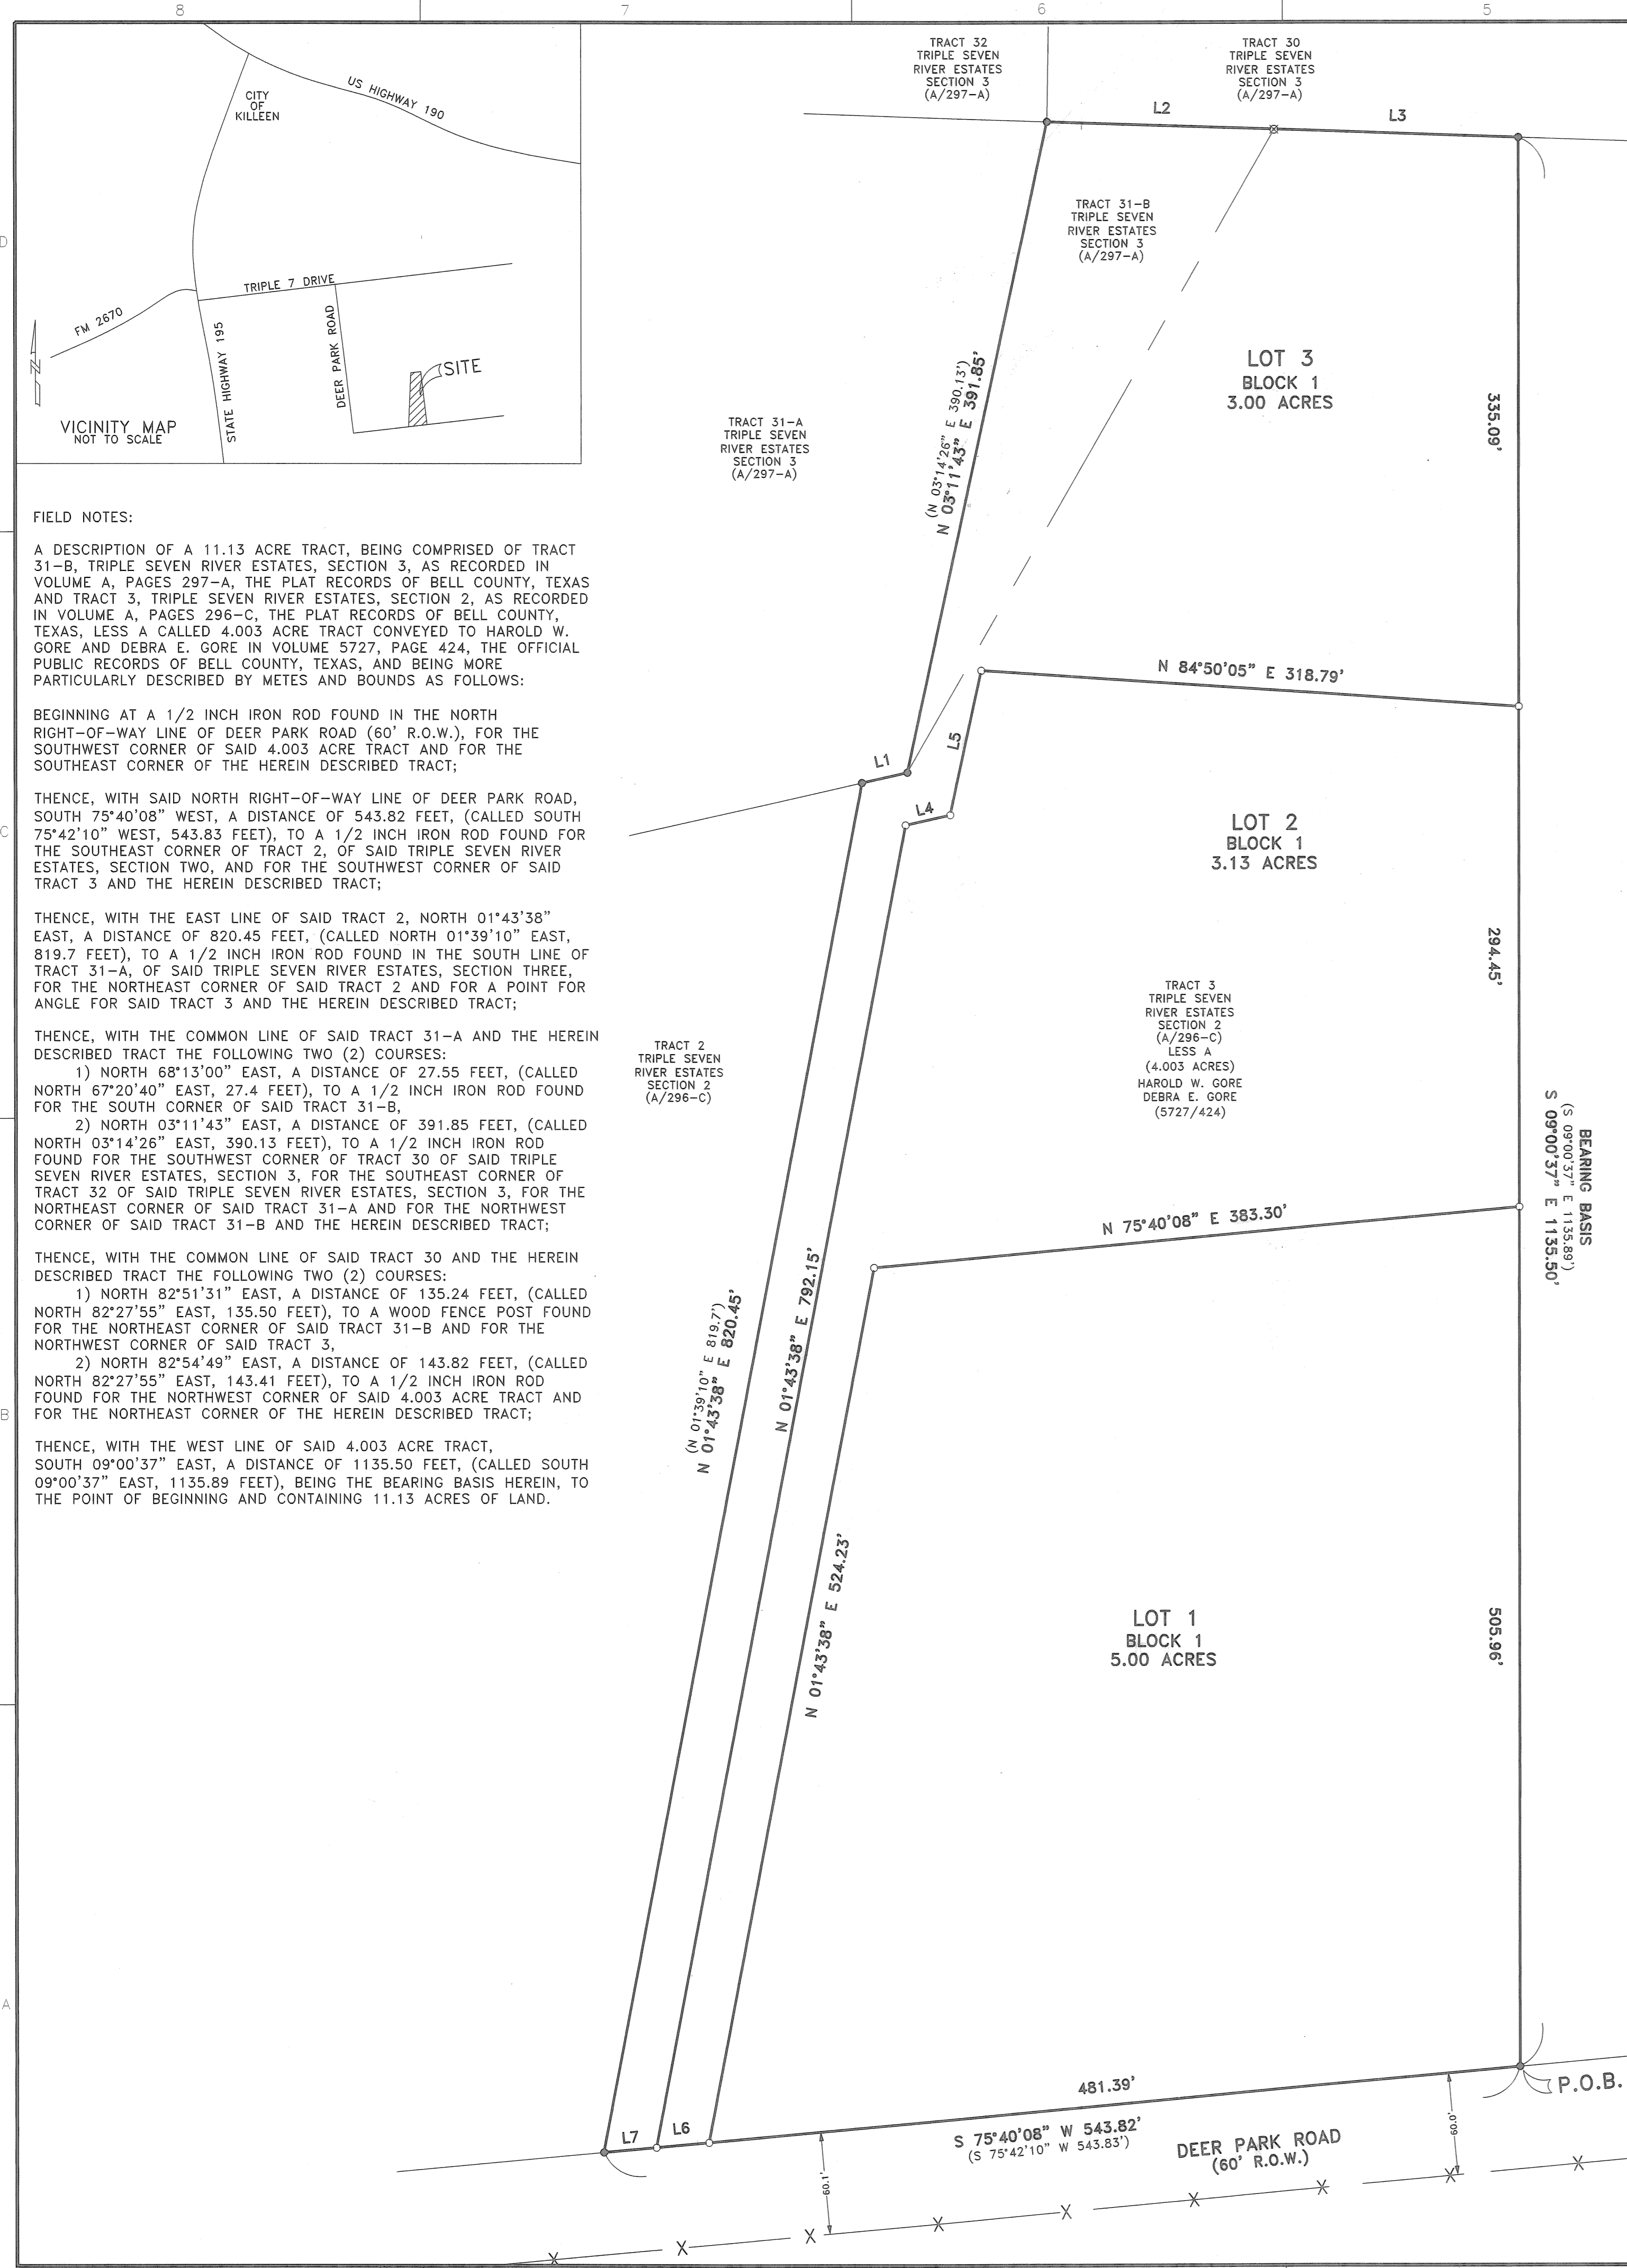 8
7
6
5
D
C
B
A
CITY
OF
KILLEEN
US HIGHWAY 190
TRIPLE 7 DRIVE
FM 2670
STATE HIGHWAY 195
DEER PARK ROAD
SITE
N
VICINITY MAP
NOT TO SCALE
FIELD NOTES:
A DESCRIPTION OF A 11.13 ACRE TRACT, BEING COMPRISED OF TRACT
31-B, TRIPLE SEVEN RIVER ESTATES, SECTION 3, AS RECORDED IN
VOLUME A, PAGES 297-A, THE PLAT RECORDS OF BELL COUNTY, TEXAS
AND TRACT 3, TRIPLE SEVEN RIVER ESTATES, SECTION 2, AS RECORDED
IN VOLUME A, PAGES 296-C, THE PLAT RECORDS OF BELL COUNTY,
TEXAS, LESS A CALLED 4.003 ACRE TRACT CONVEYED TO HAROLD W.
GORE AND DEBRA E. GORE IN VOLUME 5727, PAGE 424, THE OFFICIAL
PUBLIC RECORDS OF BELL COUNTY, TEXAS, AND BEING MORE
PARTICULARLY DESCRIBED BY METES AND BOUNDS AS FOLLOWS:
BEGINNING AT A 1/2 INCH IRON ROD FOUND IN THE NORTH
RIGHT-OF-WAY LINE OF DEER PARK ROAD (60' R.O.W.), FOR THE
SOUTHWEST CORNER OF SAID 4.003 ACRE TRACT AND FOR THE
SOUTHEAST CORNER OF THE HEREIN DESCRIBED TRACT;
THENCE, WITH SAID NORTH RIGHT-OF-WAY LINE OF DEER PARK ROAD,
SOUTH 75°40'08" WEST, A DISTANCE OF 543.82 FEET, (CALLED SOUTH
75°42'10" WEST, 543.83 FEET), TO A 1/2 INCH IRON ROD FOUND FOR
THE SOUTHEAST CORNER OF TRACT 2, OF SAID TRIPLE SEVEN RIVER
ESTATES, SECTION TWO, AND FOR THE SOUTHWEST CORNER OF SAID
TRACT 3 AND THE HEREIN DESCRIBED TRACT;
THENCE, WITH THE EAST LINE OF SAID TRACT 2, NORTH 01°43'38"
EAST, A DISTANCE OF 820.45 FEET, (CALLED NORTH 01°39'10" EAST,
819.7 FEET), TO A 1/2 INCH IRON ROD FOUND IN THE SOUTH LINE OF
TRACT 31-A, OF SAID TRIPLE SEVEN RIVER ESTATES, SECTION THREE,
FOR THE NORTHEAST CORNER OF SAID TRACT 2 AND FOR A POINT FOR
ANGLE FOR SAID TRACT 3 AND THE HEREIN DESCRIBED TRACT;
THENCE, WITH THE COMMON LINE OF SAID TRACT 31-A AND THE HEREIN
DESCRIBED TRACT THE FOLLOWING TWO (2) COURSES:
1) NORTH 68°13'00" EAST, A DISTANCE OF 27.55 FEET, (CALLED
NORTH 67°20'40" EAST, 27.4 FEET), TO A 1/2 INCH IRON ROD FOUND
FOR THE SOUTH CORNER OF SAID TRACT 31-B,
2) NORTH 03°11'43" EAST, A DISTANCE OF 391.85 FEET, (CALLED
NORTH 03°14'26" EAST, 390.13 FEET), TO A 1/2 INCH IRON ROD
FOUND FOR THE SOUTHWEST CORNER OF TRACT 30 OF SAID TRIPLE
SEVEN RIVER ESTATES, SECTION 3, FOR THE SOUTHEAST CORNER OF
TRACT 32 OF SAID TRIPLE SEVEN RIVER ESTATES, SECTION 3, FOR THE
NORTHEAST CORNER OF SAID TRACT 31-A AND FOR THE NORTHWEST
CORNER OF SAID TRACT 31-B AND THE HEREIN DESCRIBED TRACT;
THENCE, WITH THE COMMON LINE OF SAID TRACT 30 AND THE HEREIN
DESCRIBED TRACT THE FOLLOWING TWO (2) COURSES:
1) NORTH 82°51'31" EAST, A DISTANCE OF 135.24 FEET, (CALLED
NORTH 82°27'55" EAST, 135.50 FEET), TO A WOOD FENCE POST FOUND
FOR THE NORTHEAST CORNER OF SAID TRACT 31-B AND FOR THE
NORTHWEST CORNER OF SAID TRACT 3,
2) NORTH 82°54'49" EAST, A DISTANCE OF 143.82 FEET, (CALLED
NORTH 82°27'55" EAST, 143.41 FEET), TO A 1/2 INCH IRON ROD
FOUND FOR THE NORTHWEST CORNER OF SAID 4.003 ACRE TRACT AND
FOR THE NORTHEAST CORNER OF THE HEREIN DESCRIBED TRACT;
THENCE, WITH THE WEST LINE OF SAID 4.003 ACRE TRACT,
SOUTH 09°00'37" EAST, A DISTANCE OF 1135.50 FEET, (CALLED SOUTH
09°00'37" EAST, 1135.89 FEET), BEING THE BEARING BASIS HEREIN, TO
THE POINT OF BEGINNING AND CONTAINING 11.13 ACRES OF LAND.
TRACT 32
TRIPLE SEVEN
RIVER ESTATES
SECTION 3
(A/297-A)
TRACT 30
TRIPLE SEVEN
RIVER ESTATES
SECTION 3
(A/297-A)
L2
L3
TRACT 31-B
TRIPLE SEVEN
RIVER ESTATES
SECTION 3
(A/297-A)
LOT 3
BLOCK 1
3.00 ACRES
335.09'
(N 03°14'26" E 390.13')
N 03°11'43" E 391.85'
TRACT 31-A
TRIPLE SEVEN
RIVER ESTATES
SECTION 3
(A/297-A)
N 84°50'05" E 318.79'
L1
L5
L4
LOT 2
BLOCK 1
3.13 ACRES
294.45'
TRACT 3
TRIPLE SEVEN
RIVER ESTATES
SECTION 2
(A/296-C)
LESS A
(4.003 ACRES)
HAROLD W. GORE
DEBRA E. GORE
(5727/424)
TRACT 2
TRIPLE SEVEN
RIVER ESTATES
SECTION 2
(A/296-C)
BEARING BASIS
(S 09°00'37" E 1135.89')
S 09°00'37" E 1135.50'
N 75°40'08" E 383.30'
(N 01°39'10" E 819.7')
N 01°43'38" E 820.45'
N 01°43'38" E 792.15'
N 01°43'38" E 524.23'
LOT 1
BLOCK 1
5.00 ACRES
505.96'
481.39'
P.O.B.
L7
L6
S 75°40'08" W 543.82'
(S 75°42'10" W 543.83')
DEER PARK ROAD
(60' R.O.W.)
60.1'
60.0'